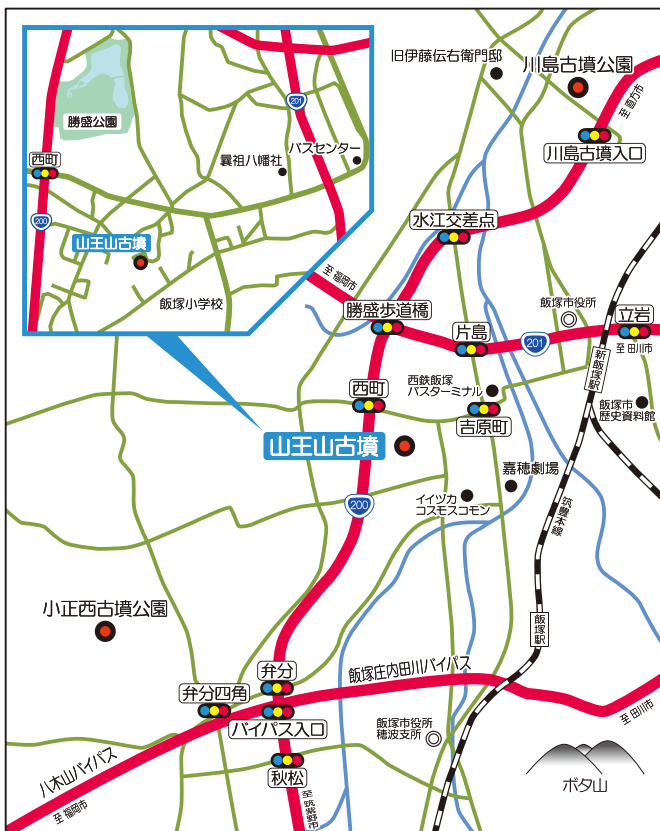 旧伊藤伝右衛門邸
川島古墳公園
至 直方市
川島古墳入口
201
勝盛公園
西町
曩祖八幡社
バスセンター
200
山王山古墳
飯塚小学校
水江交差点
至 福岡市
勝盛歩道橋
飯塚市役所
立岩
片島
201
至 田川市
新飯塚駅
西町
西鉄飯塚
バスターミナル
飯塚市
歴史資料館
吉原町
山王山古墳
嘉穂劇場
イイヅカ
コスモスコモン
200
筑豊本線
小正西古墳公園
飯塚駅
弁分
飯塚庄内田川バイパス
弁分四角
バイパス入口
至 田川市
飯塚市役所
穂波支所
八木山バイパス
秋松
至 福岡市
至 筑紫野市
ボタ山